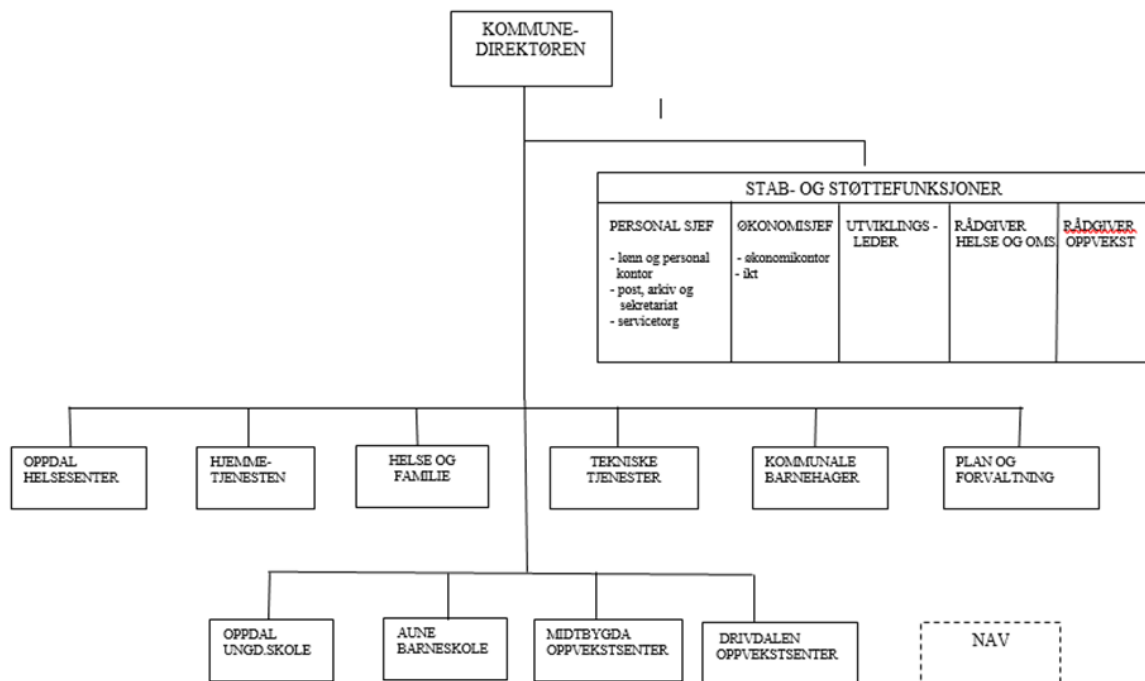 KOMMUNE-
DIREKTØREN
STAB- OG STØTTEFUNKSJONER
PERSONAL SJEF
- lønn og personal
kontor
- post, arkiv og
sekretariat
- servicetorg
ØKONOMISJEF
- økonomikontor
- ikt
UTVIKLINGS -
LEDER
RÅDGIVER
HELSE OG OMS
RÅDGIVER
OPPVEKST
OPPDAL
HELSESENTER
HJEMME-
TJENESTEN
HELSE OG
FAMILIE
TEKNISKE
TJENESTER
KOMMUNALE
BARNEHAGER
PLAN OG
FORVALTNING
OPPDAL
UNGD.SKOLE
AUNE
BARNESKOLE
MIDTBYGDA
OPPVEKSTSENTER
DRIVDALEN
OPPVEKSTSENTER
NAV